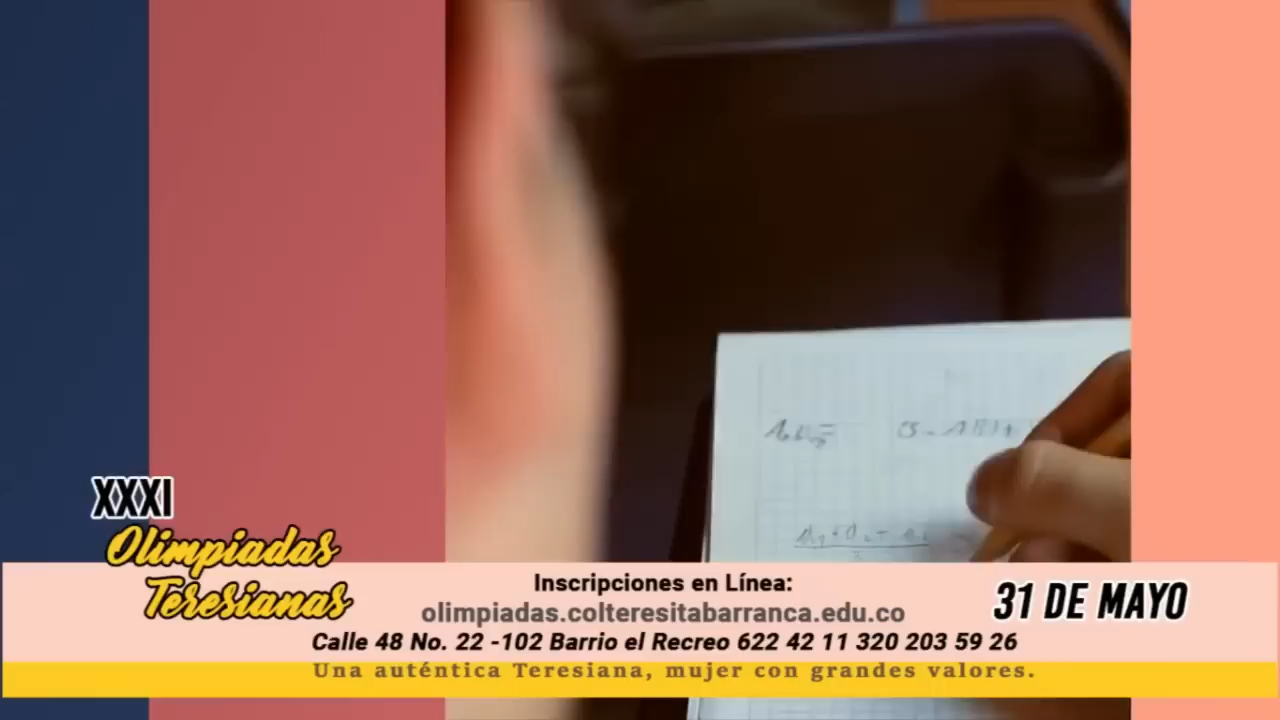 XXXI
Olimpiadas
Teresianas
Inscripciones en Línea:
olimpiadas.colteresitabarranca.edu.co
Calle 48 No. 22 -102 Barrio el Recreo 622 42 11 320 203 59 26
31 DE MAYO
Una auténtica Teresiana, mujer con grandes valores.